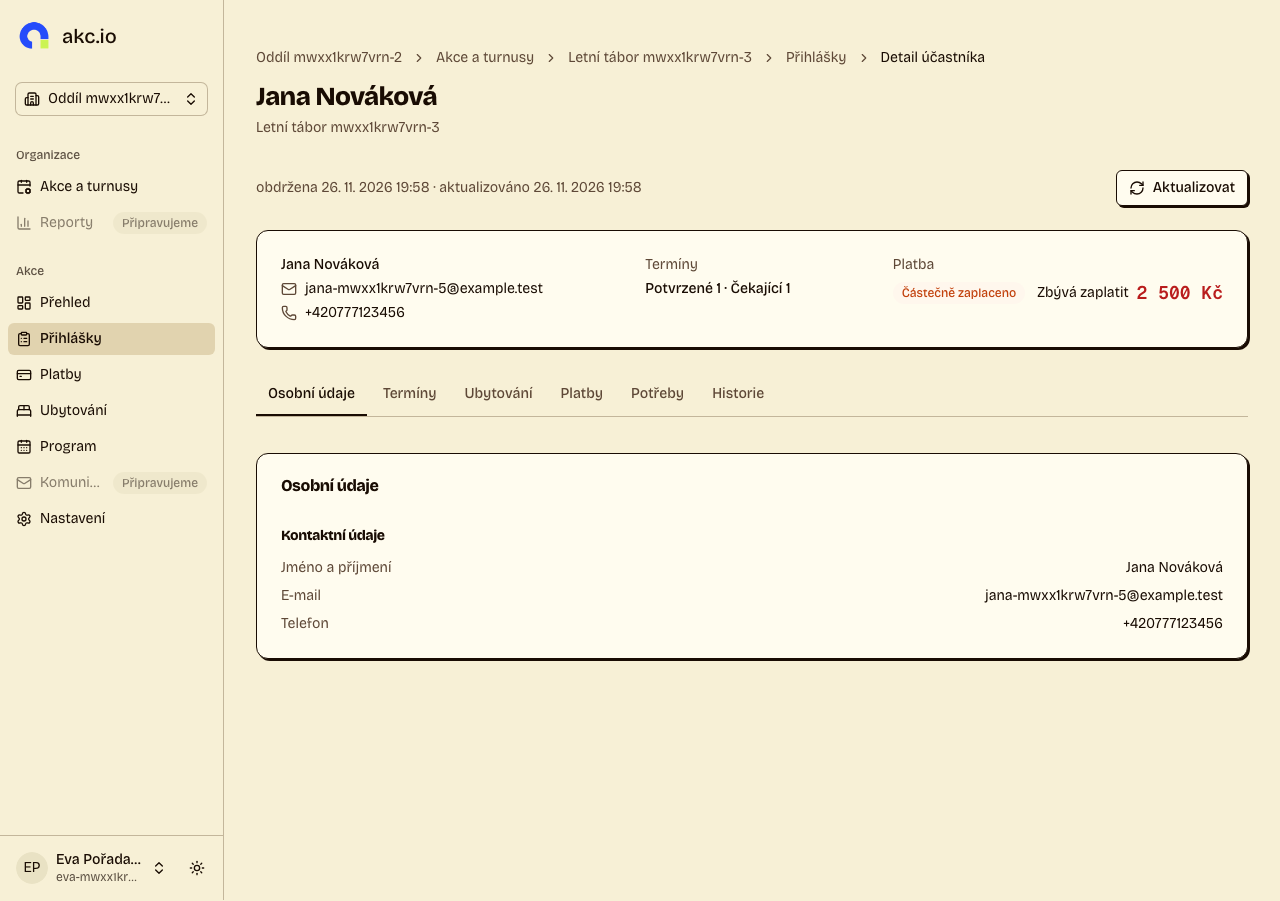 akc.io
Oddíl mwxx1krw7...
Organizace
Akce a turnusy
Reporty Připravujeme
Akce
Přehled
Přihlášky
Platby
Ubytování
Program
Komuni... Připravujeme
Nastavení
EP
Eva Pořada...
eva-mwxx1kr...
Oddíl mwxx1krw7vrn-2 > Akce a turnusy > Letní tábor mwxx1krw7vrn-3 > Přihlášky > Detail účastníka
Jana Nováková
Letní tábor mwxx1krw7vrn-3
obdržena 26. 11. 2026 19:58 · aktualizováno 26. 11. 2026 19:58
Aktualizovat
Jana Nováková
jana-mwxx1krw7vrn-5@example.test
+420777123456
Termíny
Potvrzené 1 · Čekající 1
Platba
Částečně zaplaceno Zbývá zaplatit 2 500 Kč
Osobní údaje Termíny Ubytování Platby Potřeby Historie
Osobní údaje
Kontaktní údaje
Jméno a příjmení Jana Nováková
E-mail jana-mwxx1krw7vrn-5@example.test
Telefon +420777123456